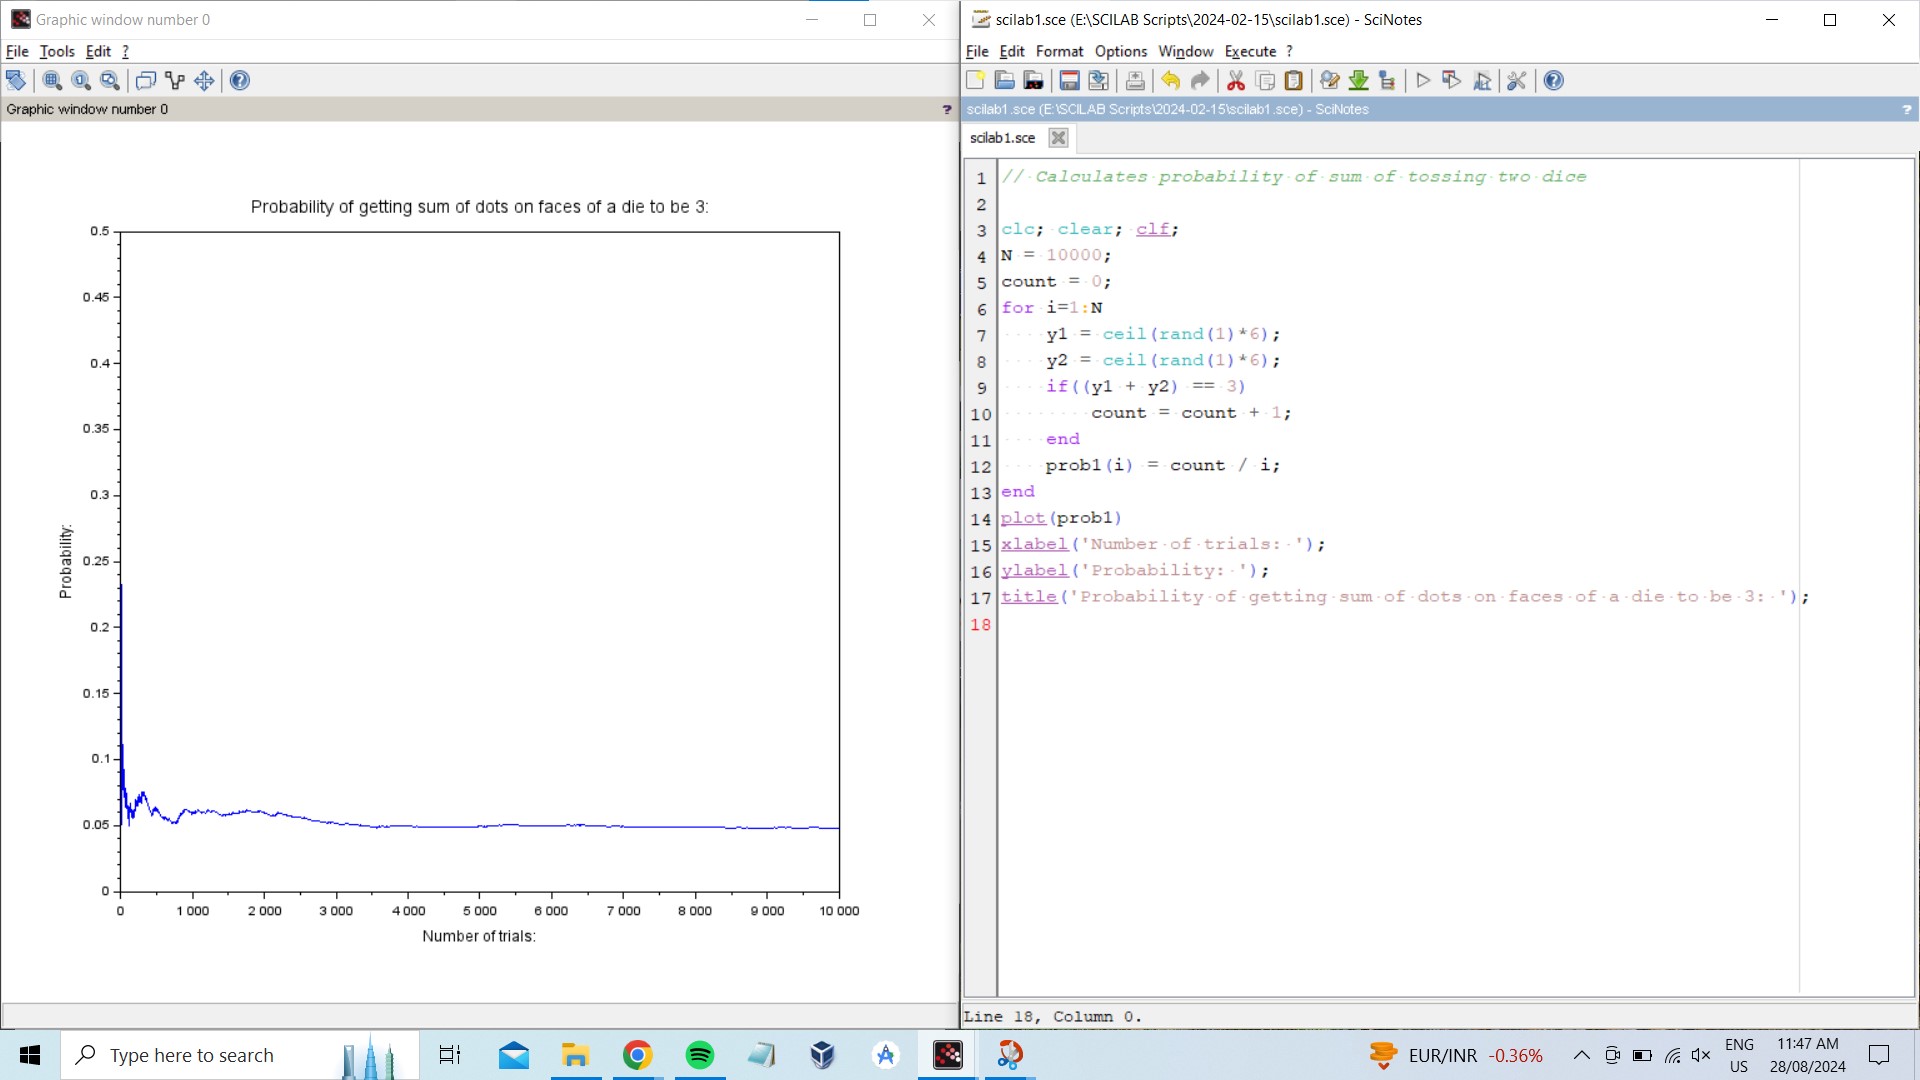 Graphic window number 0
File Tools Edit ?
Graphic window number 0
?
Probability of getting sum of dots on faces of a die to be 3:
0.5
0.45
0.4
0.35
0.3
0.25
0.2
0.15
0.1
0.05
0
Probability:
0 1 000 2 000 3 000 4 000 5 000 6 000 7 000 8 000 9 000 10 000
Number of trials:
scilab1.sce (E:\SCILAB Scripts\2024-02-15\scilab1.sce) - SciNotes
File Edit Format Options Window Execute ?
scilab1.sce (E:\SCILAB Scripts\2024-02-15\scilab1.sce) - SciNotes
?
scilab1.sce
1 // Calculates probability of sum of tossing two dice
2
3 clc; clear; clf;
4 N = 10000;
5 count = 0;
6 for i=1:N
7 y1 = ceil(rand(1)*6);
8 y2 = ceil(rand(1)*6);
9 if((y1 + y2) == 3)
10 count = count + 1;
11 end
12 prob1(i) = count / i;
13 end
14 plot(prob1)
15 xlabel('Number of trials: ');
16 ylabel('Probability: ');
17 title('Probability of getting sum of dots on faces of a die to be 3: ');
18
Line 18, Column 0.
Type here to search
EUR/INR -0.36%
ENG
US
11:47 AM
28/08/2024